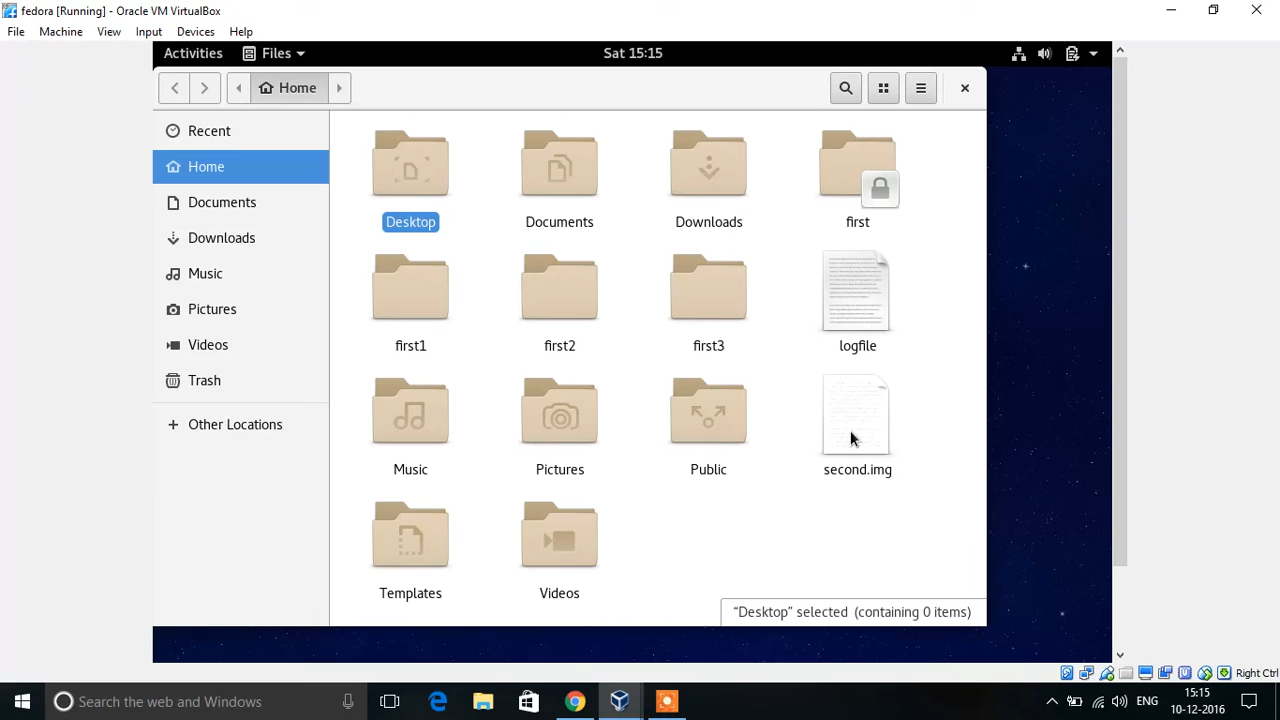 fedora [Running] - Oracle VM VirtualBox
File Machine View Input Devices Help
Activities Files Sat 15:15
Home
Recent
Home
Documents
Downloads
Music
Pictures
Videos
Trash
Other Locations
Desktop Documents Downloads first
first1 first2 first3 logfile
Music Pictures Public second.img
Templates Videos
“Desktop” selected (containing 0 items)
Right Ctrl
Search the web and Windows
ENG
15:15
10-12-2016